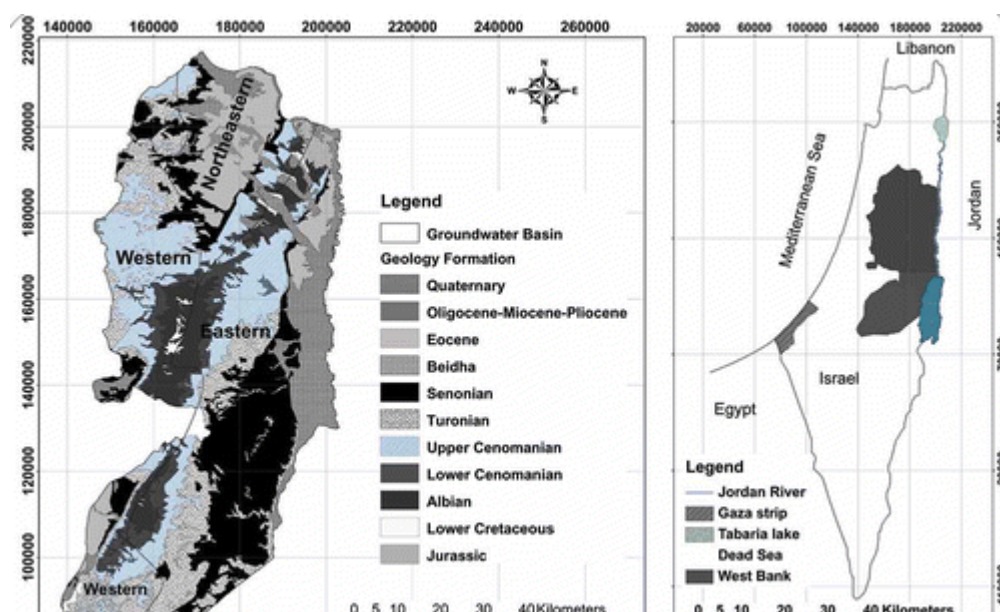 140000 160000 180000 200000 220000 240000 260000
220000
200000
180000
160000
140000
120000
100000
Northeastern
Western
Eastern
Western
N
W E
S
Legend
Groundwater Basin
Geology Formation
Quaternary
Oligocene-Miocene-Pliocene
Eocene
Beidha
Senonian
Turonian
Upper Cenomanian
Lower Cenomanian
Albian
Lower Cretaceous
Jurassic
0 5 10 20 30 40 Kilometers
20000 60000 100000 140000 180000 220000
Libanon
Mediterranean Sea
Jordan
Israel
Egypt
Legend
Jordan River
Gaza strip
Tabaria lake
Dead Sea
West Bank
0 5 10 20 30 40 Kilometers